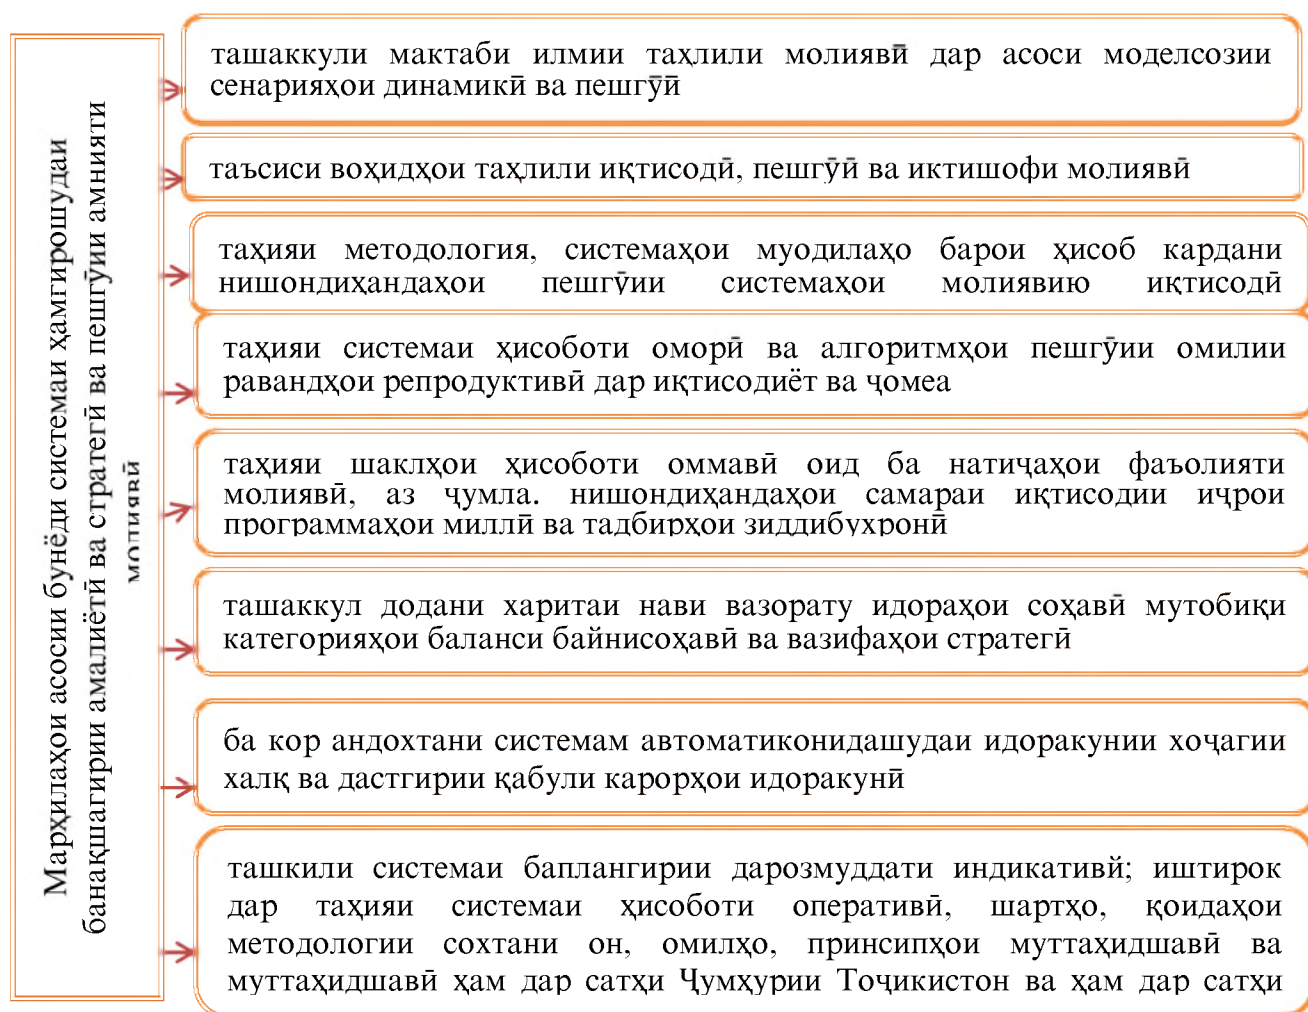 Марҳилаҳои асосии бунёди системаи ҳамгирошудаи
банақшагирии амалиётӣ ва стратегӣ ва пешгӯии амнияти
молиявӣ
ташаккули мактаби илмии таҳлили молиявӣ дар асоси моделсозии
сенарияҳои динамикӣ ва пешгӯӣ
таъсиси воҳидҳои таҳлили иқтисодӣ, пешгӯӣ ва иктишофи молиявӣ
таҳияи методология, системаҳои муодилаҳо барои ҳисоб кардани
нишондиҳандаҳои пешгӯии системаҳои молиявию иқтисодӣ
таҳияи системаи ҳисоботи оморӣ ва алгоритмҳои пешгӯии омилии
равандҳои репродуктивӣ дар иқтисодиёт ва ҷомеа
таҳияи шаклҳои ҳисоботи оммавӣ оид ба натиҷаҳои фаъолияти
молиявӣ, аз ҷумла. нишондиҳандаҳои самараи иқтисодии иҷрои
программаҳои миллӣ ва тадбирҳои зиддибуҳронӣ
ташаккул додани харитаи нави вазорату идораҳои соҳавӣ мутобиқи
категорияҳои баланси байнисоҳавӣ ва вазифаҳои стратегӣ
ба кор андохтани системам автоматиконидашудаи идоракунии хоҷагии
халқ ва дастгирии қабули карорҳои идоракунӣ
ташкили системаи баплангирии дарозмуддати индикативй; иштирок
дар таҳияи системаи ҳисоботи оперативӣ, шартҳо, қоидаҳои
методологии сохтани он, омилҳо, принсипҳои муттаҳидшавӣ ва
муттаҳидшавӣ ҳам дар сатҳи Ҷумҳурии Тоҷикистон ва ҳам дар сатҳи